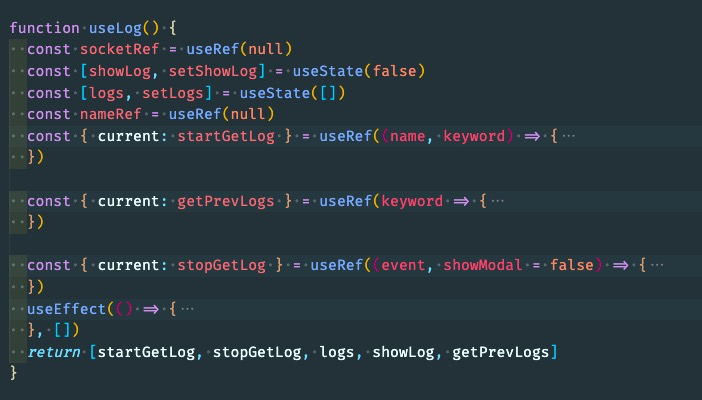 function useLog() {
  const socketRef = useRef(null)
  const [showLog, setShowLog] = useState(false)
  const [logs, setLogs] = useState([])
  const nameRef = useRef(null)
  const { current: startGetLog } = useRef((name, keyword) => { ···
  })
  const { current: getPrevLogs } = useRef(keyword => { ···
  })
  const { current: stopGetLog } = useRef((event, showModal = false) => { ···
  })
  useEffect(() => { ···
  }, [])
  return [startGetLog, stopGetLog, logs, showLog, getPrevLogs]
}